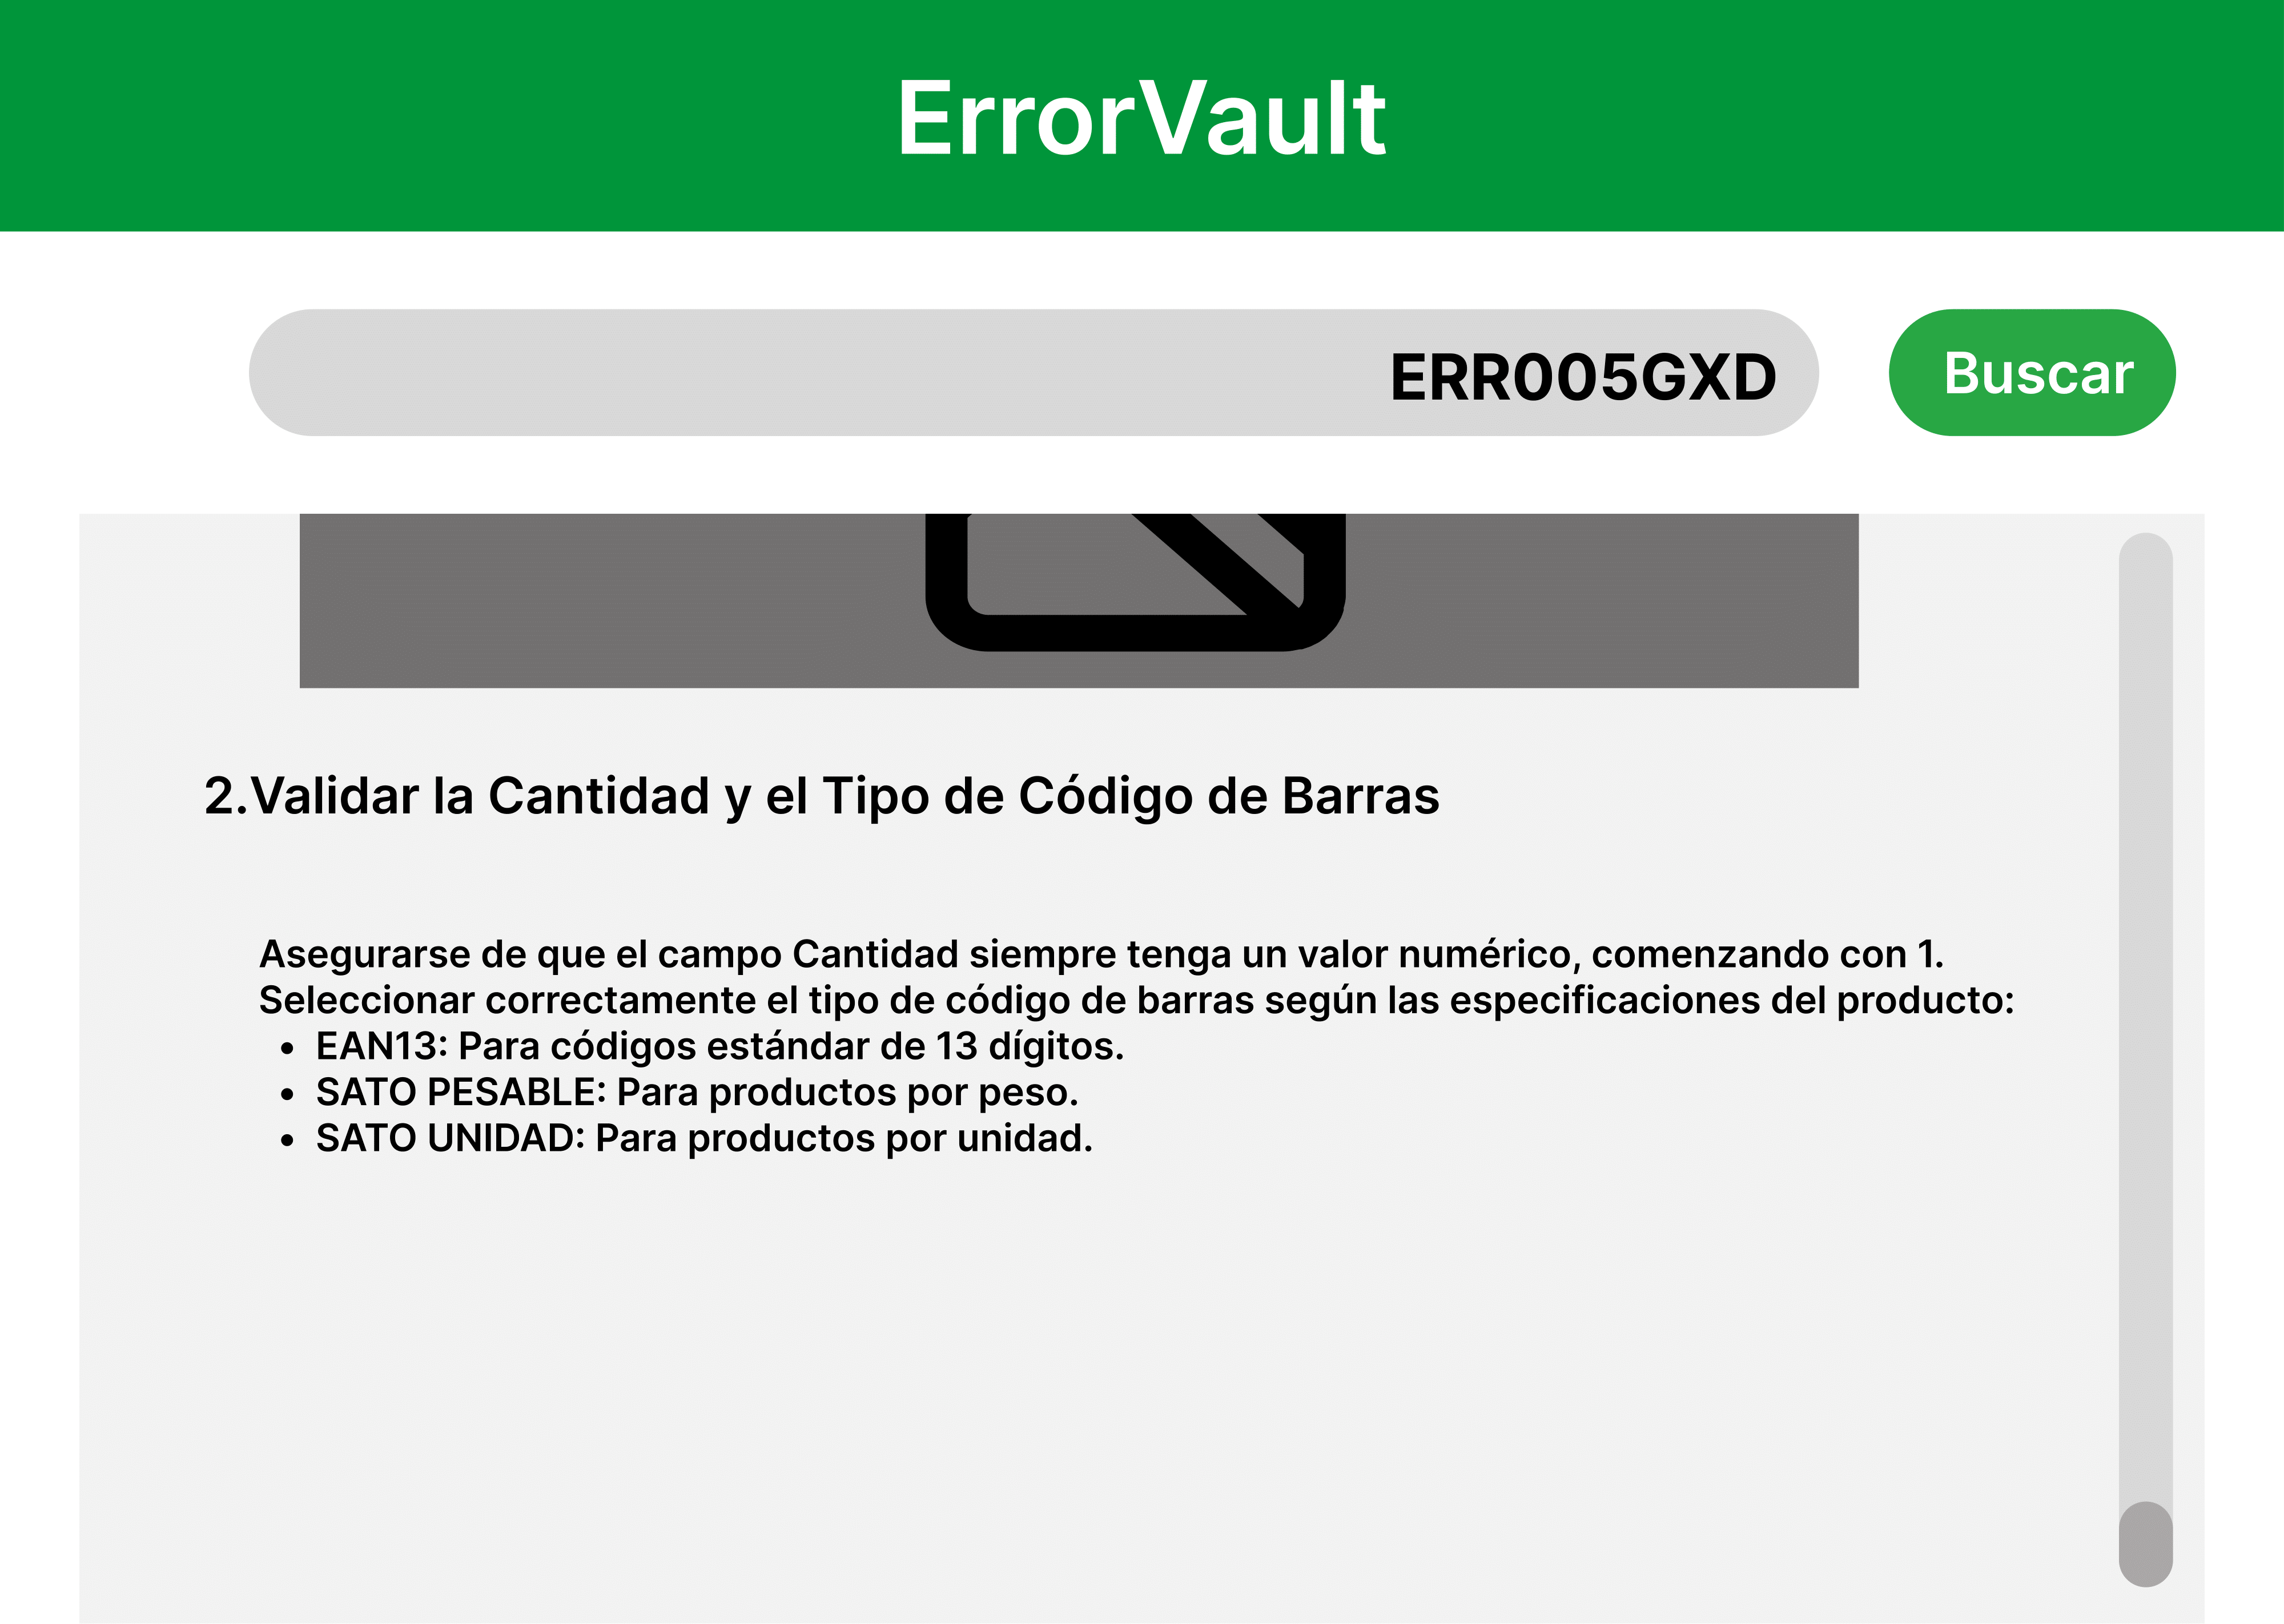 ErrorVault
ERR005GXD
Buscar
2.Validar la Cantidad y el Tipo de Código de Barras
Asegurarse de que el campo Cantidad siempre tenga un valor numérico, comenzando con 1.
Seleccionar correctamente el tipo de código de barras según las especificaciones del producto:
• EAN13: Para códigos estándar de 13 dígitos.
• SATO PESABLE: Para productos por peso.
• SATO UNIDAD: Para productos por unidad.